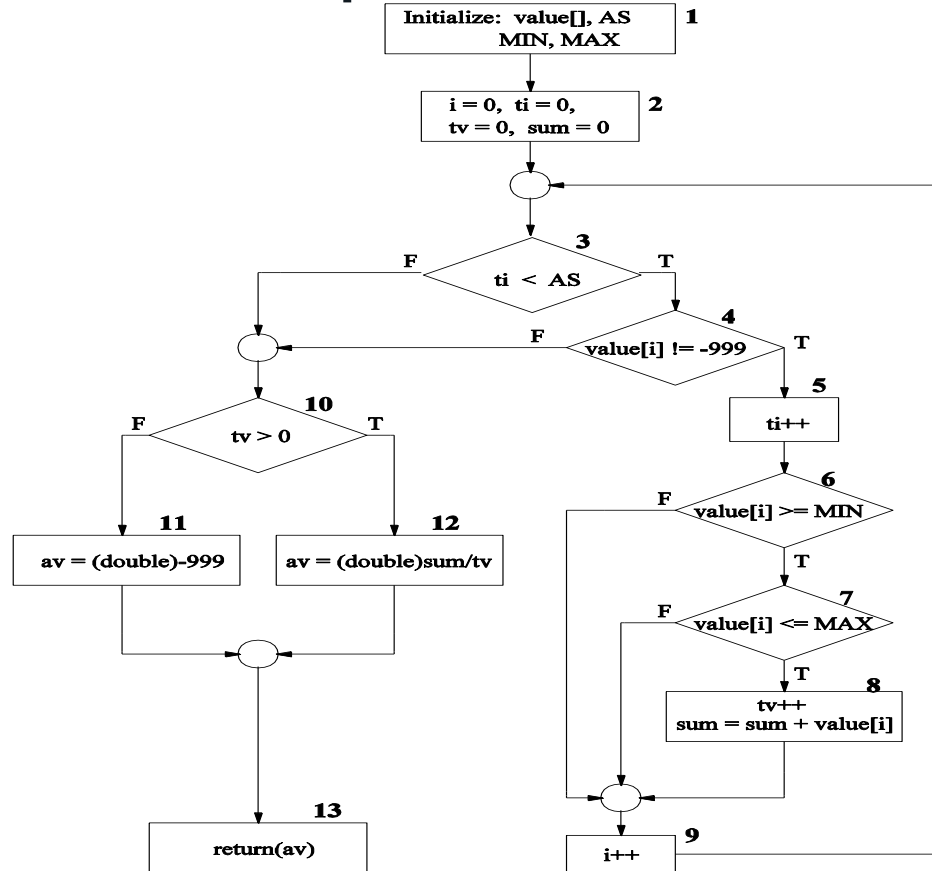 Initialize: value[], AS
MIN, MAX
1
i = 0, ti = 0,
tv = 0, sum = 0
2
3
F
T
ti < AS
4
F
T
value[i] != -999
5
ti++
10
F
T
tv > 0
6
F
value[i] >= MIN
T
11
av = (double)-999
12
av = (double)sum/tv
7
F
value[i] <= MAX
T
8
tv++
sum = sum + value[i]
13
return(av)
9
i++